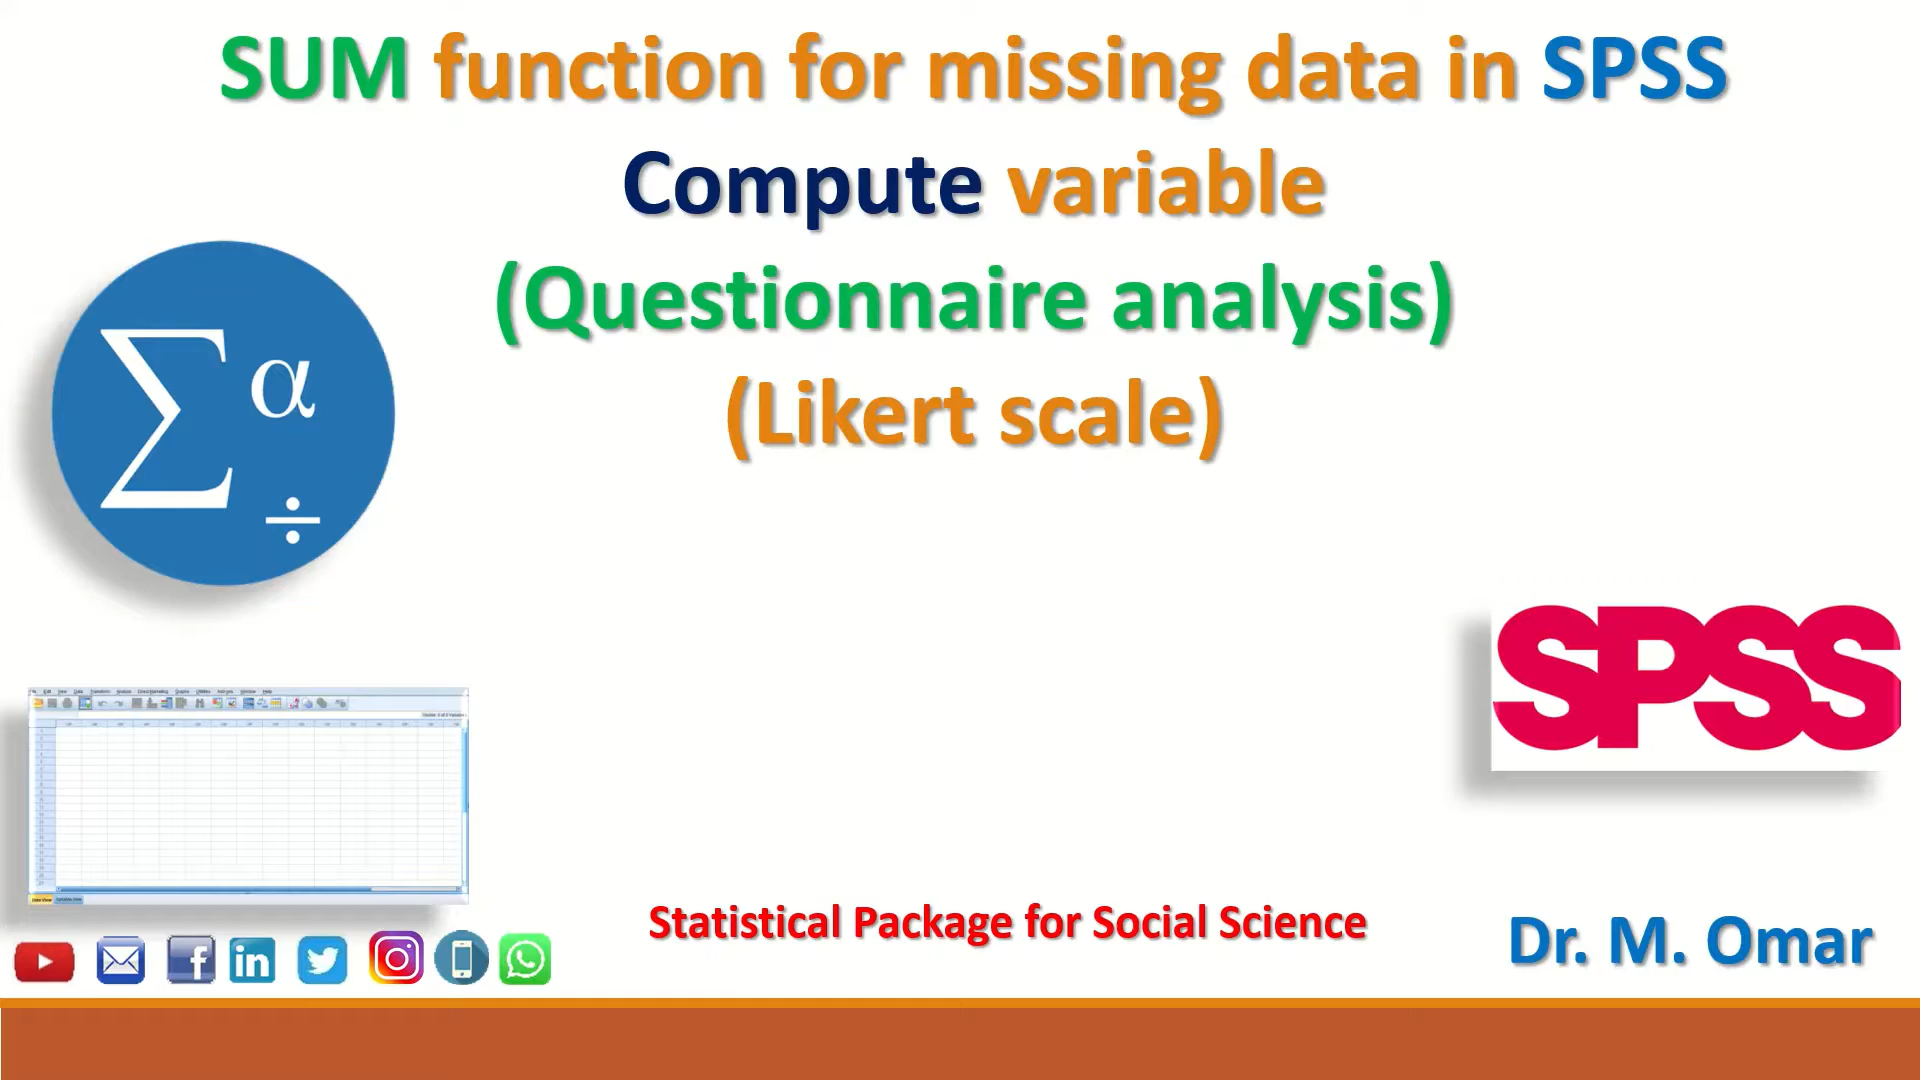 SUM function for missing data in SPSS
Compute variable
(Questionnaire analysis)
(Likert scale)
Σ α
÷
SPSS
Statistical Package for Social Science
Dr. M. Omar
in